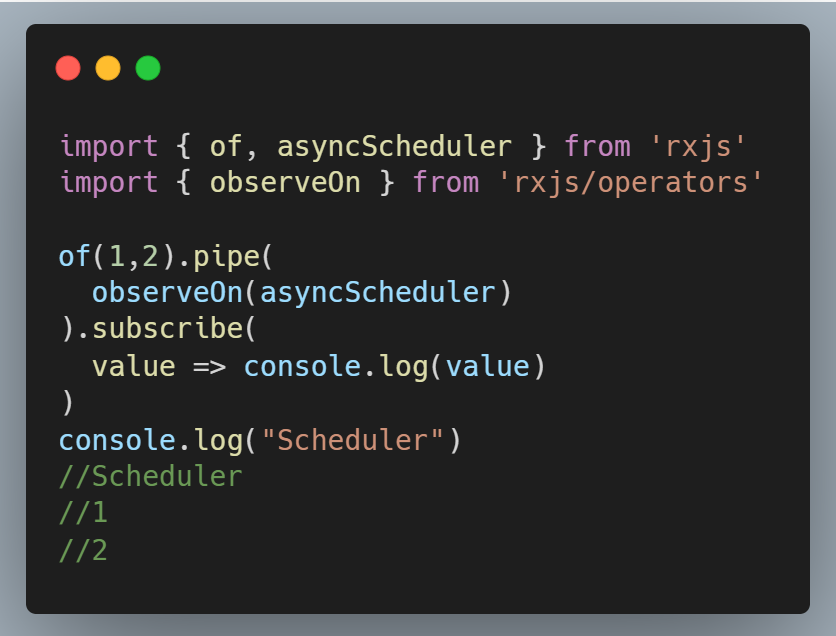 import { of, asyncScheduler } from 'rxjs'
import { observeOn } from 'rxjs/operators'
of(1,2).pipe(
  observeOn(asyncScheduler)
).subscribe(
  value => console.log(value)
)
console.log("Scheduler")
//Scheduler
//1
//2